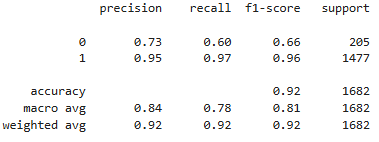 precision recall f1-score support
0 0.73 0.60 0.66 205
1 0.95 0.97 0.96 1477
accuracy 0.92 1682
macro avg 0.84 0.78 0.81 1682
weighted avg 0.92 0.92 0.92 1682